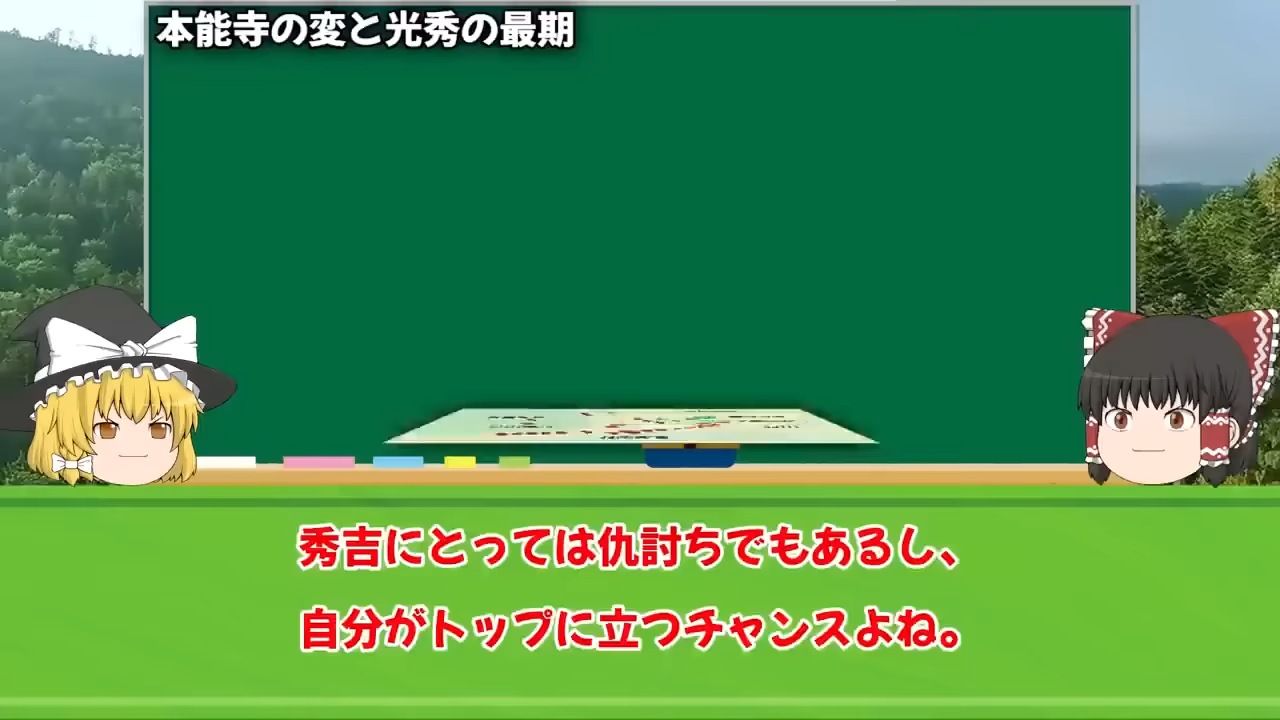 本能寺の変と光秀の最期
秀吉にとっては仇討ちでもあるし、
自分がトップに立つチャンスよね。